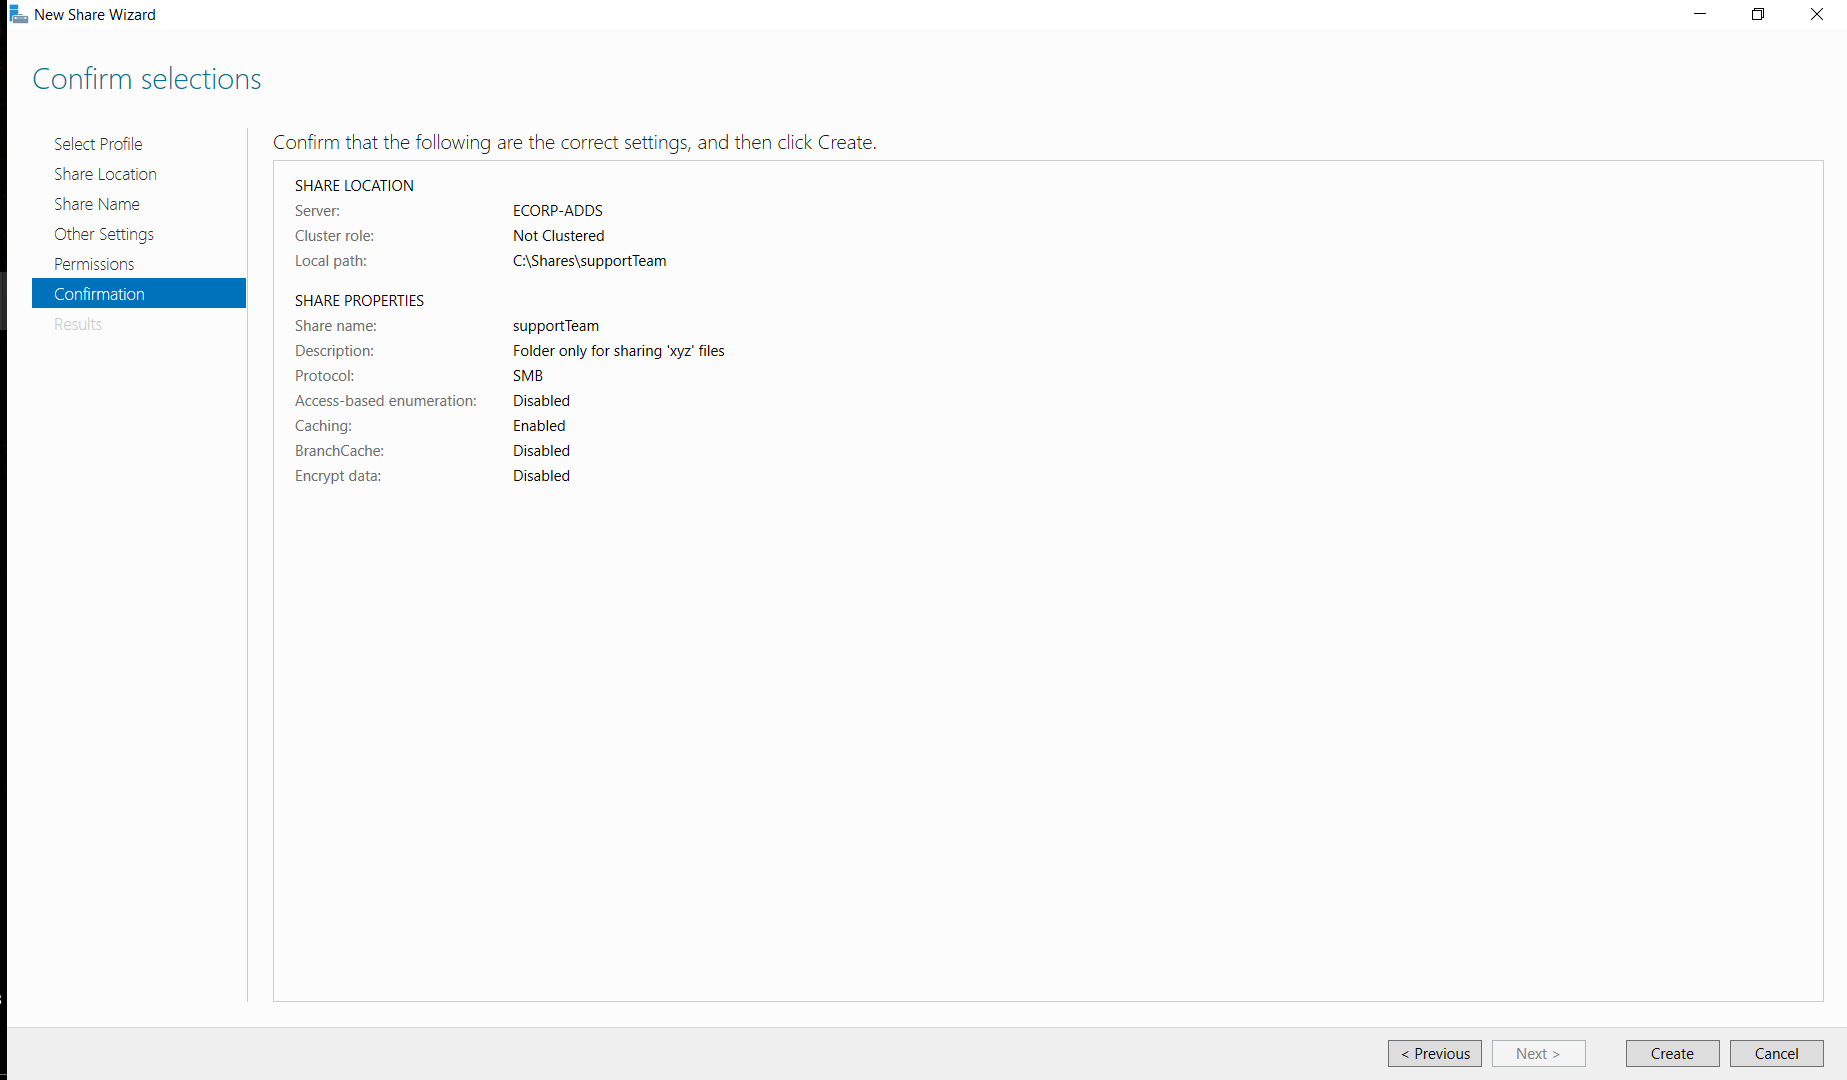 New Share Wizard
Confirm selections
Select Profile
Share Location
Share Name
Other Settings
Permissions
Confirmation
Results
Confirm that the following are the correct settings, and then click Create.
SHARE LOCATION
Server: ECORP-ADDS
Cluster role: Not Clustered
Local path: C:\Shares\supportTeam
SHARE PROPERTIES
Share name: supportTeam
Description: Folder only for sharing 'xyz' files
Protocol: SMB
Access-based enumeration: Disabled
Caching: Enabled
BranchCache: Disabled
Encrypt data: Disabled
< Previous Next > Create Cancel